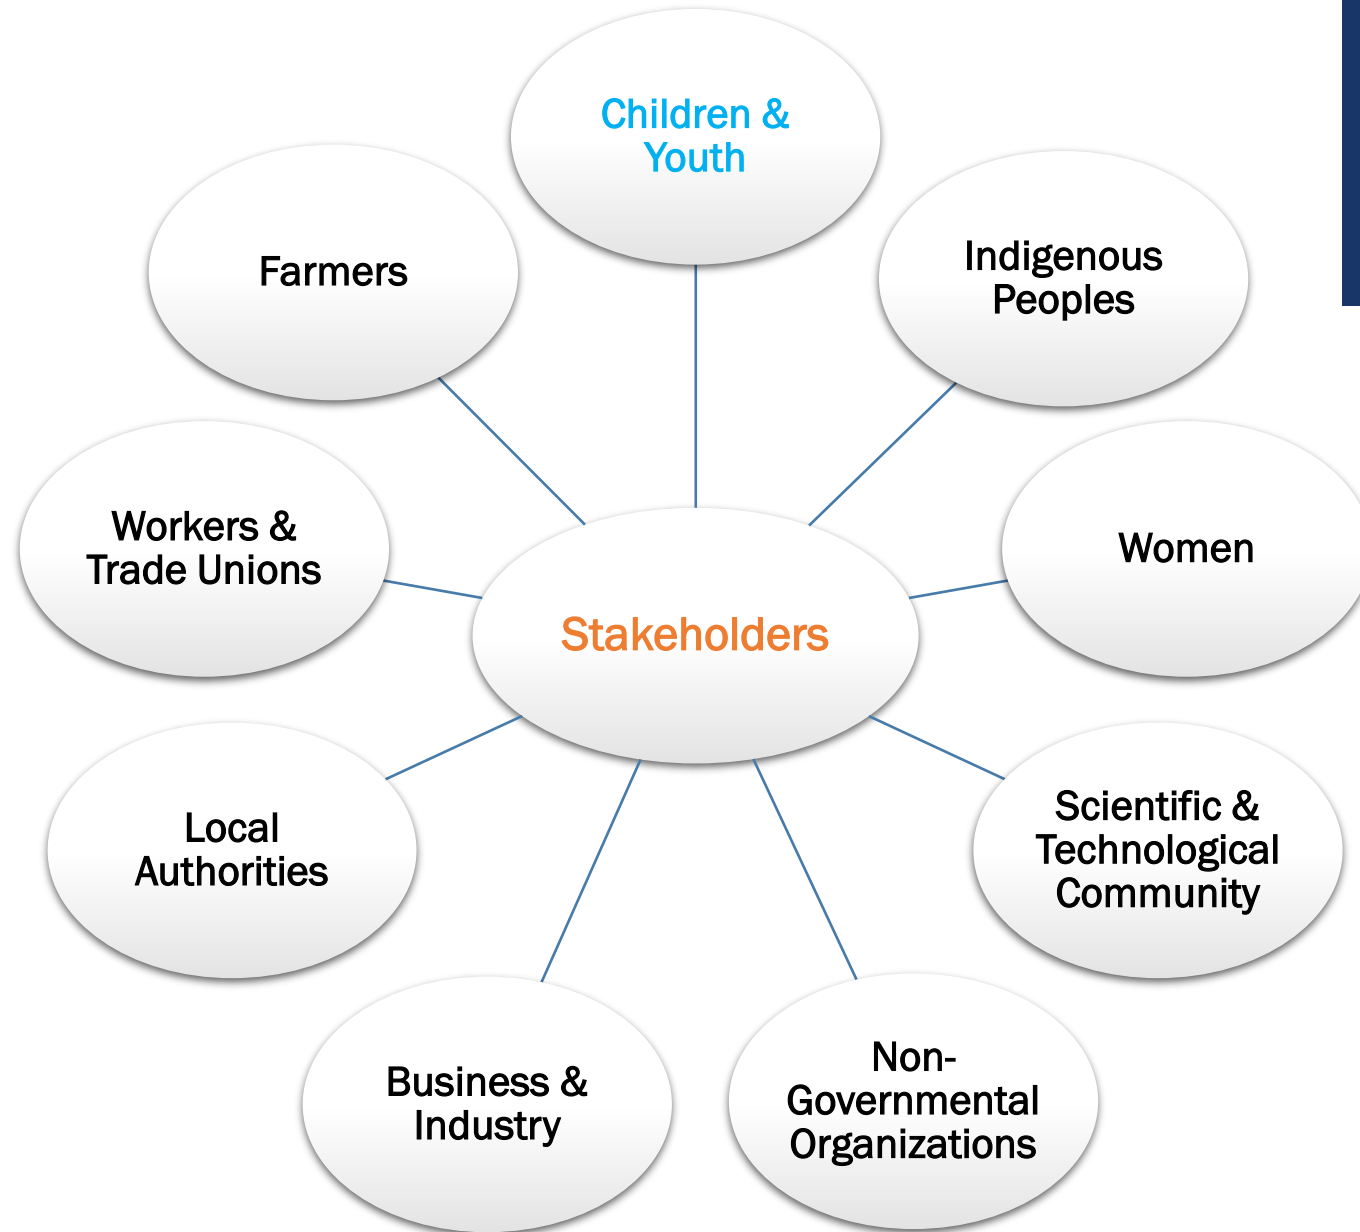 Children &
Youth
Indigenous
Peoples
Farmers
Workers &
Trade Unions
Women
Stakeholders
Local
Authorities
Scientific &
Technological
Community
Business &
Industry
Non-
Governmental
Organizations